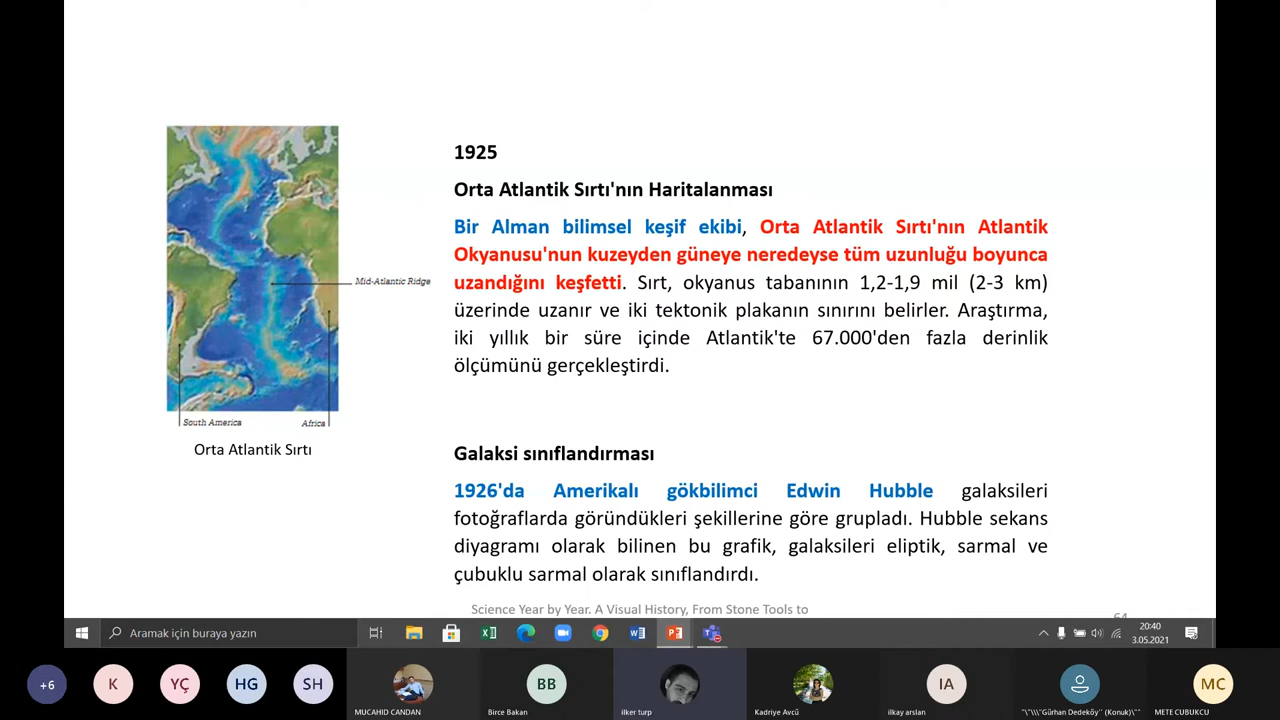 1925
Orta Atlantik Sırtı'nın Haritalanması
Bir Alman bilimsel keşif ekibi, Orta Atlantik Sırtı'nın Atlantik
Okyanusu'nun kuzeyden güneye neredeyse tüm uzunluğu boyunca
uzandığını keşfetti. Sırt, okyanus tabanının 1,2-1,9 mil (2-3 km)
üzerinde uzanır ve iki tektonik plakanın sınırını belirler. Araştırma,
iki yıllık bir süre içinde Atlantik'te 67.000'den fazla derinlik
ölçümünü gerçekleştirdi.
Mid-Atlantic Ridge
South America
Africa
Orta Atlantik Sırtı
Galaksi sınıflandırması
1926'da Amerikalı gökbilimci Edwin Hubble galaksileri
fotoğraflarda göründükleri şekillerine göre grupladı. Hubble sekans
diyagramı olarak bilinen bu grafik, galaksileri eliptik, sarmal ve
çubuklu sarmal olarak sınıflandırdı.
Science Year by Year. A Visual History, From Stone Tools to
Aramak için buraya yazın
20:40
3.05.2021
+6
K
YÇ
HG
SH
MUCAHID CANDAN
BB
Birce Bakan
ilker turp
Kadriye Avcü
IA
ilkay arslan
"\"\\\"Gürhan Dedeköy" (Konuk)\""
MC
METE CUBUKCU